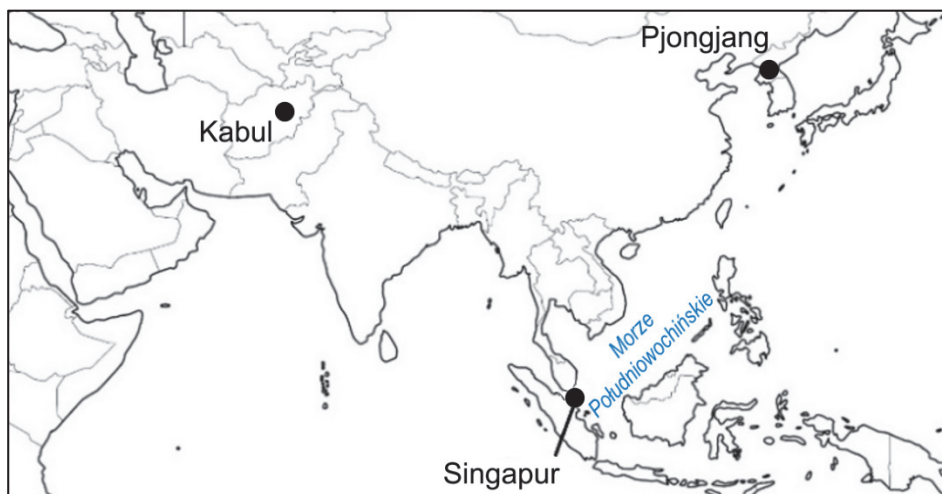 Pjongjang
Kabul
Morze
Południowochińskie
Singapur